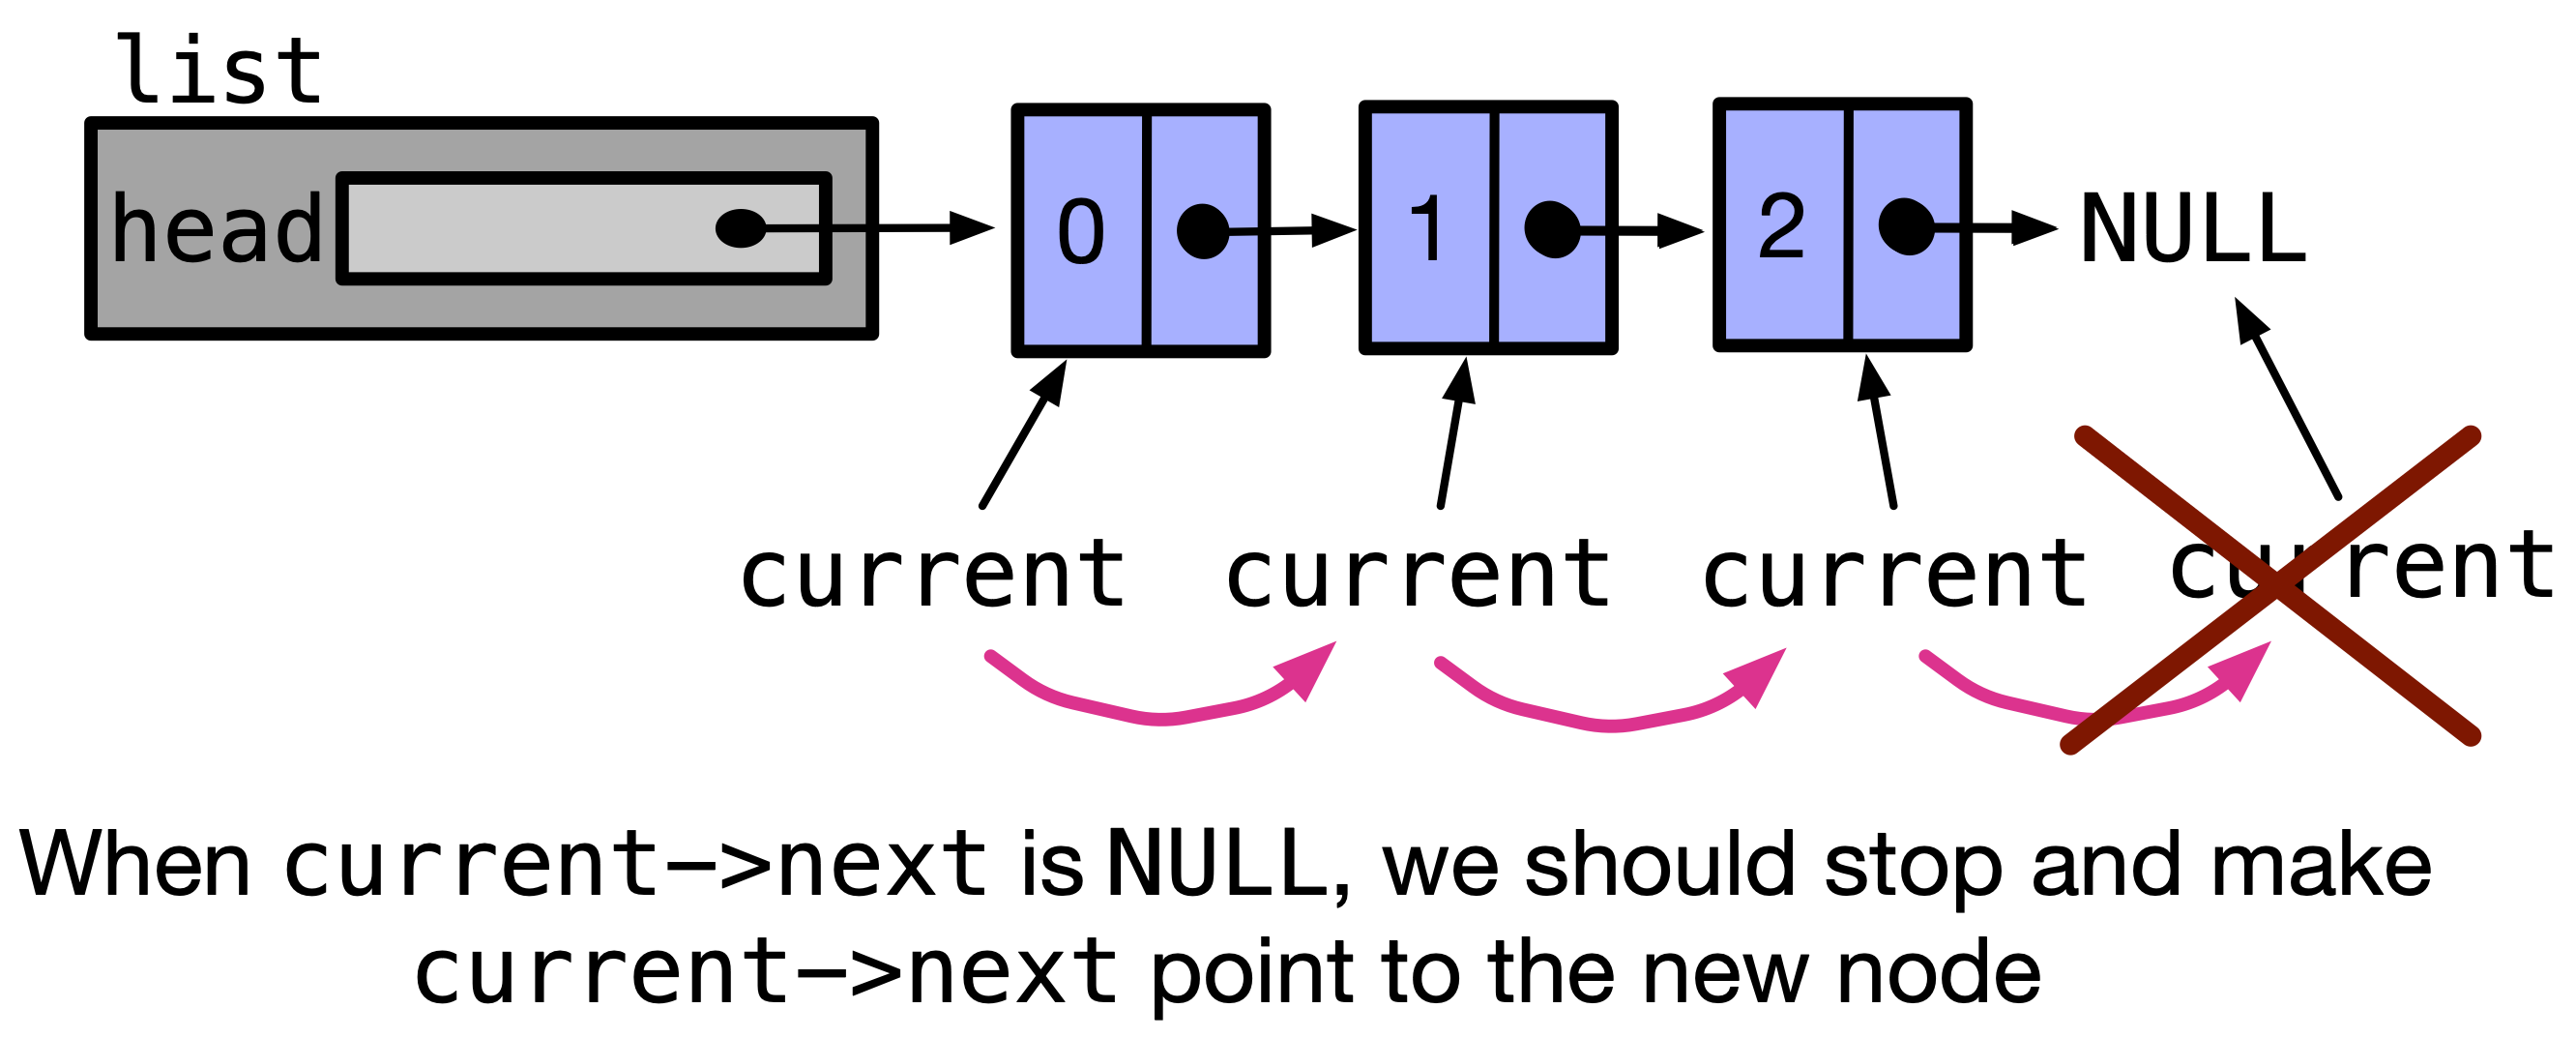 list
head 0 1 2 NULL
current current current current
When current->next is NULL, we should stop and make
current->next point to the new node